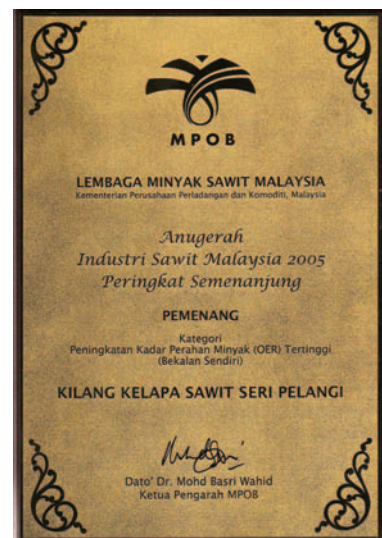 MPOB
LEMBAGA MINYAK SAWIT MALAYSIA
Kementerian Perusahaan Perladangan dan Komoditi, Malaysia
Anugerah
Industri Sawit Malaysia 2005
Peringkat Semenanjung
PEMENANG
Kategori
Peningkatan Kadar Perahan Minyak (OER) Tertinggi
(Bekalan Sendiri)
KILANG KELAPA SAWIT SERI PELANGI
Dato' Dr. Mohd Basri Wahid
Ketua Pengarah MPOB